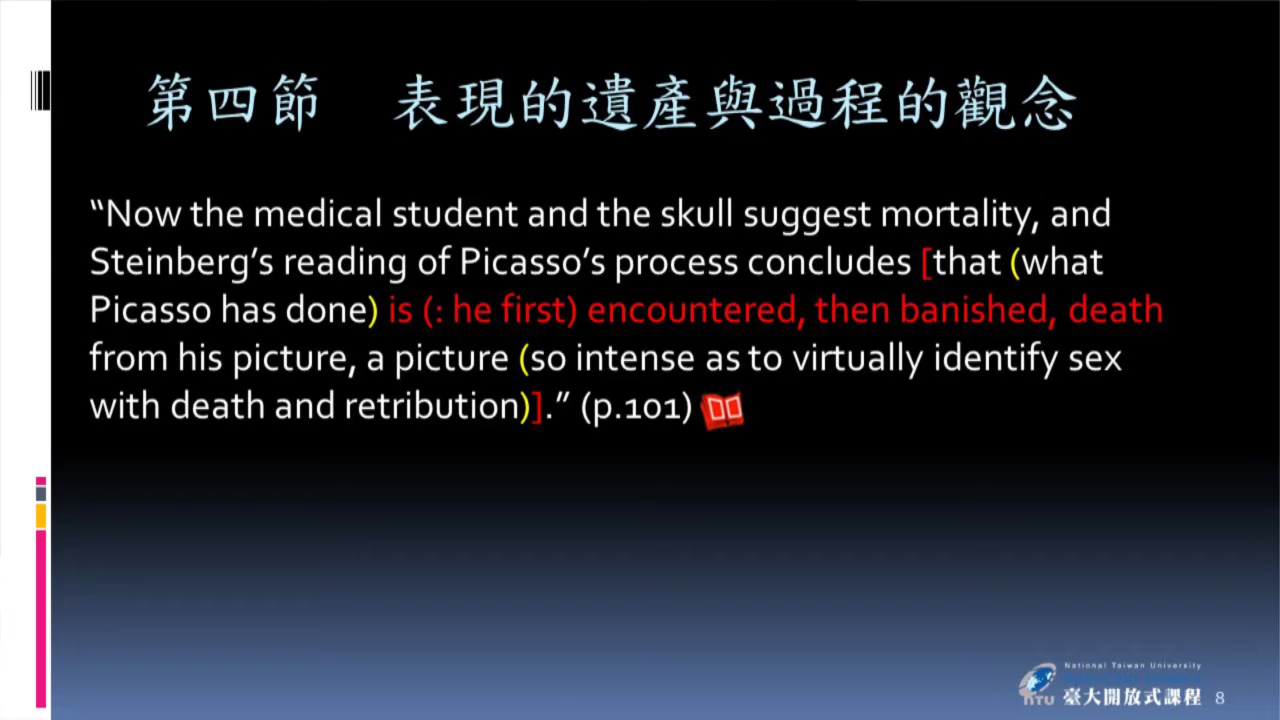 第四節　表現的遺產與過程的觀念
“Now the medical student and the skull suggest mortality, and
Steinberg’s reading of Picasso’s process concludes [that (what
Picasso has done) is (: he first) encountered, then banished, death
from his picture, a picture (so intense as to virtually identify sex
with death and retribution)].” (p.101)
National Taiwan University
NTU 臺大開放式課程 8